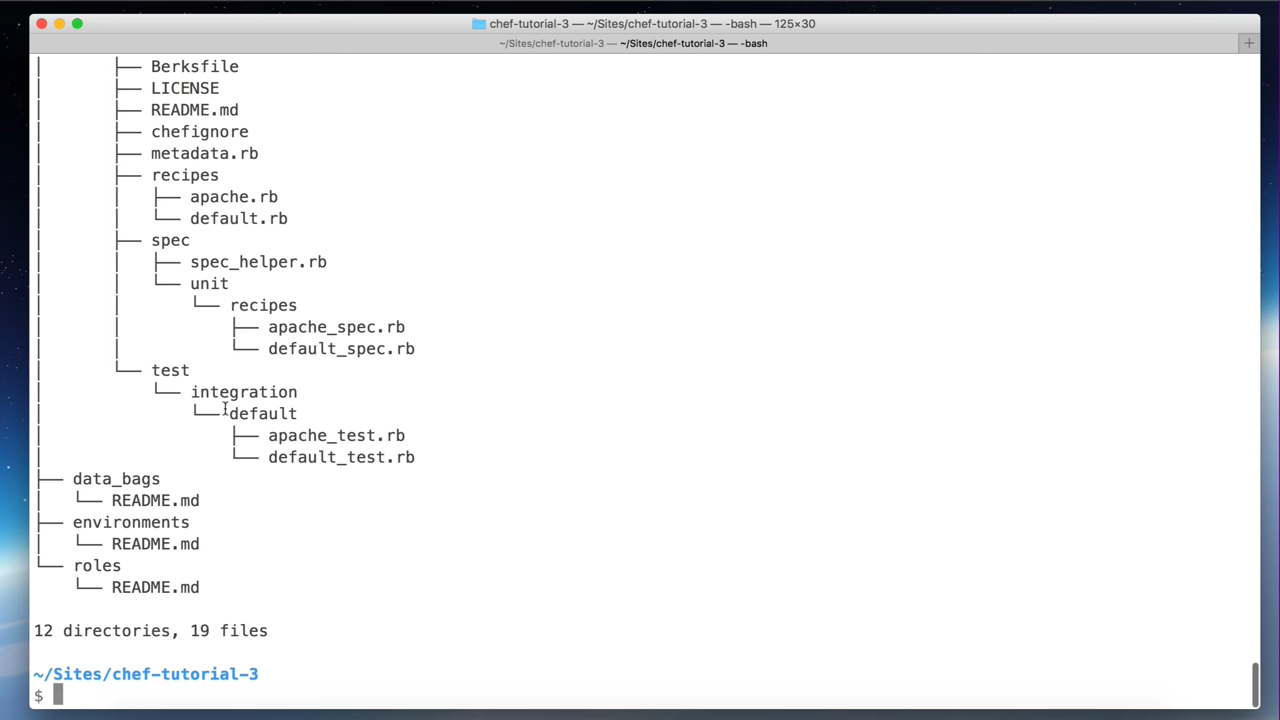 chef-tutorial-3 — ~/Sites/chef-tutorial-3 — -bash — 125×30
~/Sites/chef-tutorial-3 — ~/Sites/chef-tutorial-3 — -bash
+
│       ├── Berksfile
│       ├── LICENSE
│       ├── README.md
│       ├── chefignore
│       ├── metadata.rb
│       ├── recipes
│       │   ├── apache.rb
│       │   └── default.rb
│       ├── spec
│       │   ├── spec_helper.rb
│       │   └── unit
│       │       └── recipes
│       │           ├── apache_spec.rb
│       │           └── default_spec.rb
│       └── test
│           └── integration
│               └── default
│                   ├── apache_test.rb
│                   └── default_test.rb
├── data_bags
│   └── README.md
├── environments
│   └── README.md
└── roles
    └── README.md
12 directories, 19 files
~/Sites/chef-tutorial-3
$